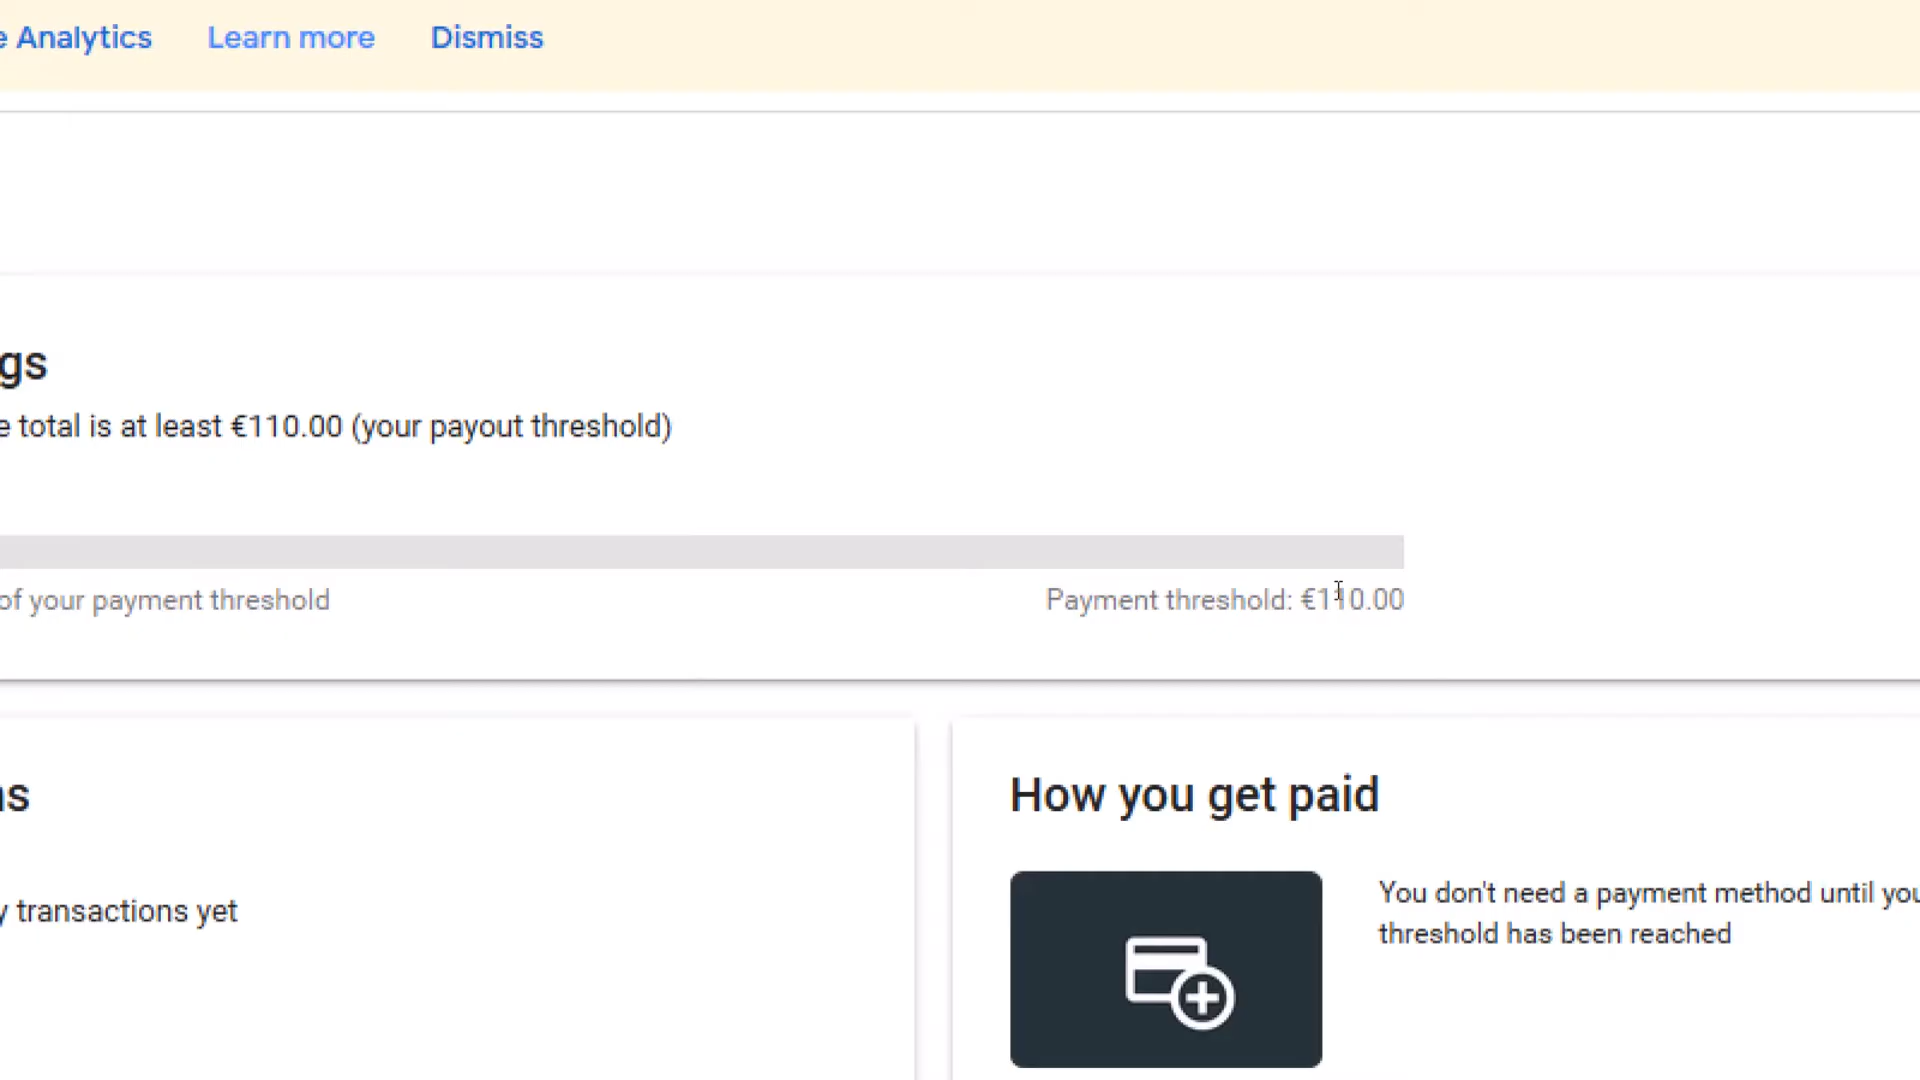 e Analytics Learn more Dismiss
gs
e total is at least €110.00 (your payout threshold)
of your payment threshold Payment threshold: €110.00
ns
y transactions yet
How you get paid
You don't need a payment method until you
threshold has been reached